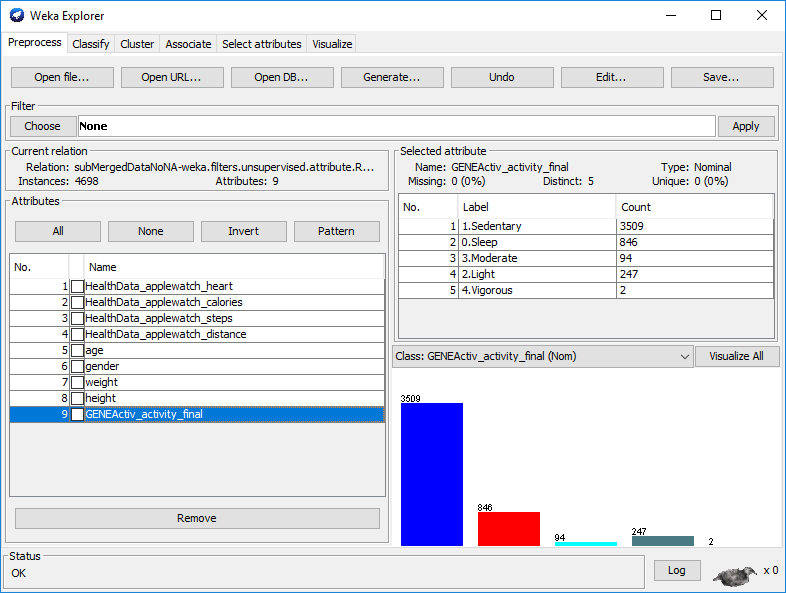 Weka Explorer
Preprocess Classify Cluster Associate Select attributes Visualize
Open file... Open URL... Open DB... Generate... Undo Edit... Save...
Filter
Choose None Apply
Current relation
Relation: subMergedDataNoNA-weka.filters.unsupervised.attribute.R...
Instances: 4698 Attributes: 9
Attributes
All None Invert Pattern
No. Name
1 HealthData_applewatch_heart
2 HealthData_applewatch_calories
3 HealthData_applewatch_steps
4 HealthData_applewatch_distance
5 age
6 gender
7 weight
8 height
9 GENEActiv_activity_final
Remove
Selected attribute
Name: GENEActiv_activity_final Type: Nominal
Missing: 0 (0%) Distinct: 5 Unique: 0 (0%)
No. Label Count
1 1.Sedentary 3509
2 0.Sleep 846
3 3.Moderate 94
4 2.Light 247
5 4.Vigorous 2
Class: GENEActiv_activity_final (Nom) Visualize All
3509
846
94
247
2
Status
OK
Log x 0